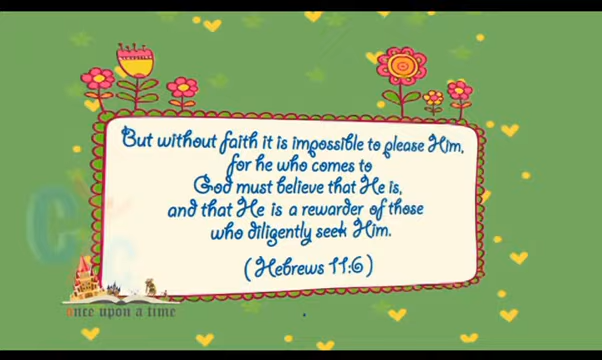 But without faith it is impossible to please Him,
for he who comes to
God must believe that He is,
and that He is a rewarder of those
who diligently seek Him.
(Hebrews 11:6)
once upon a time